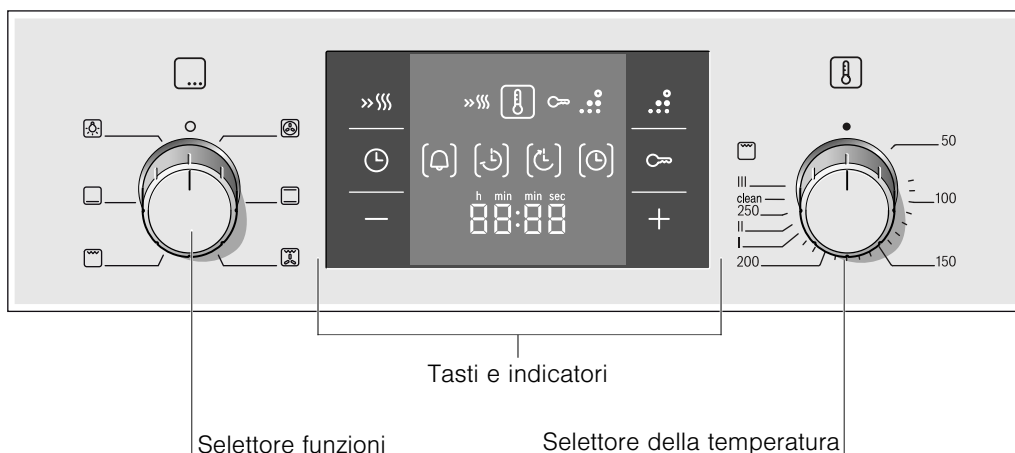 h min min sec
88:88
50
100
150
200
I
II
250
clean
III
Tasti e indicatori
Selettore funzioni
Selettore della temperatura